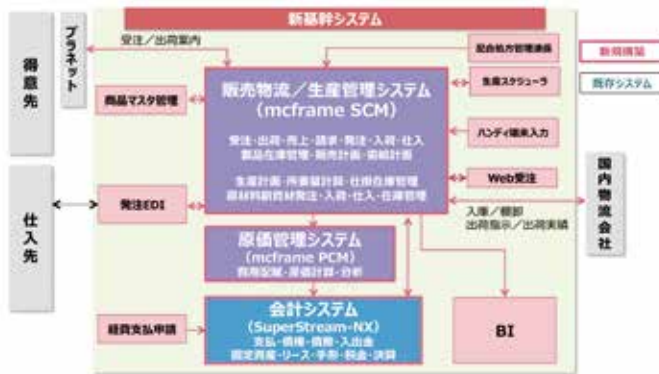 新基幹システム
得意先
プラネット
受注/出荷案内
商品マスタ管理
販売物流/生産管理システム
(mcframe SCM)
受注・出荷・売上・請求・発注・入荷・仕入
製品在庫管理・販売計画・需給計画
生産計画・所要量計算・仕掛在庫管理
原材料副資材発注・入荷・仕入・在庫管理
配合処方管理連係
生産スケジューラ
ハンディ端末入力
Web受注
新規構築
既存システム
国内物流会社
入庫/棚卸
出荷指示/出荷実績
仕入先
発注EDI
原価管理システム
(mcframe PCM)
費用配賦・原価計算・分析
経費支払申請
会計システム
(SuperStream-NX)
支払・債権・債務・入出金
固定資産・リース・手形・税金・決算
BI